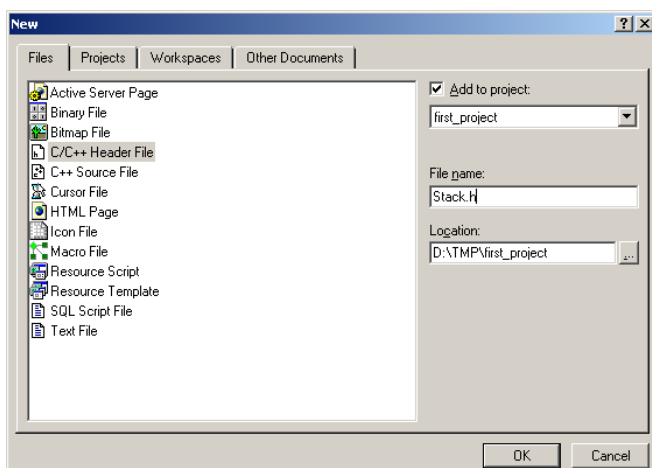 New
Files Projects Workspaces Other Documents
Active Server Page
Binary File
Bitmap File
C/C++ Header File
C++ Source File
Cursor File
HTML Page
Icon File
Macro File
Resource Script
Resource Template
SQL Script File
Text File
Add to project:
first_project
File name:
Stack.h
Location:
D:\TMP\first_project
...
OK Cancel